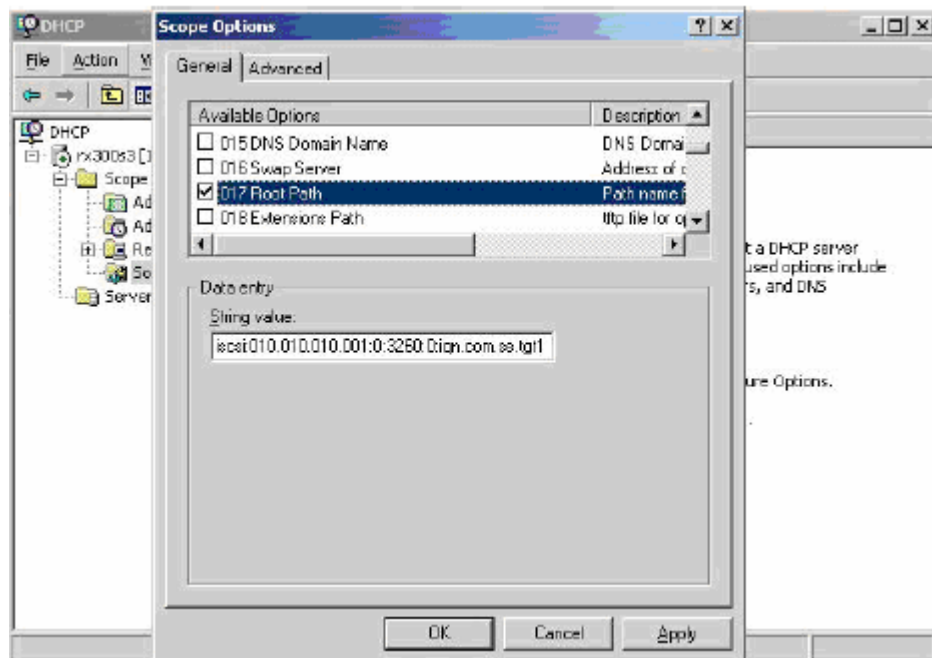 DHCP
Scope Options
File Action
General Advanced
Available Options Description
015 DNS Domain Name DNS Domai
016 Swap Server Address of
017 Root Path Path name
018 Extensions Path tftp file for
DHCP
rx300s3
Scope
Ad
Ad
Re
Sc
Server
Data entry
String value:
iscsi:010.010.010.001:0:3260:0:iqn.com.ss.tgt1
t a DHCP server
used options include
rs, and DNS
ure Options.
OK Cancel Apply